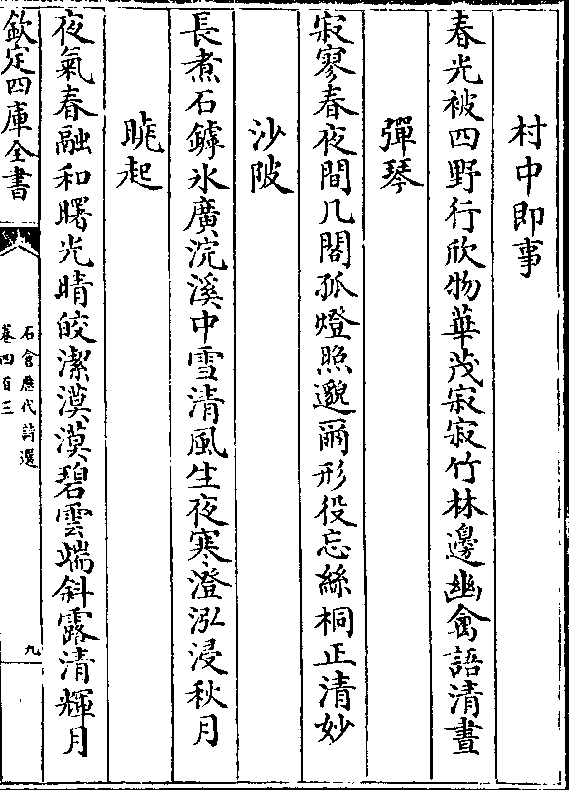 村中即事
春光被四野行欣物華茂寂寂竹林邊幽禽語清晝
彈琴
寂寥春夜間几閣孤燈照邈爾形役忘絲桐正清妙
沙陂
長煮石鏬氷廣浣溪中雪清風生夜寒澄泓浸秋月
晩起
夜氣春融和曙光晴皎潔漠漠碧雲端斜露清輝月
欽定四庫全書
石倉歷代詩選
卷四百三
九